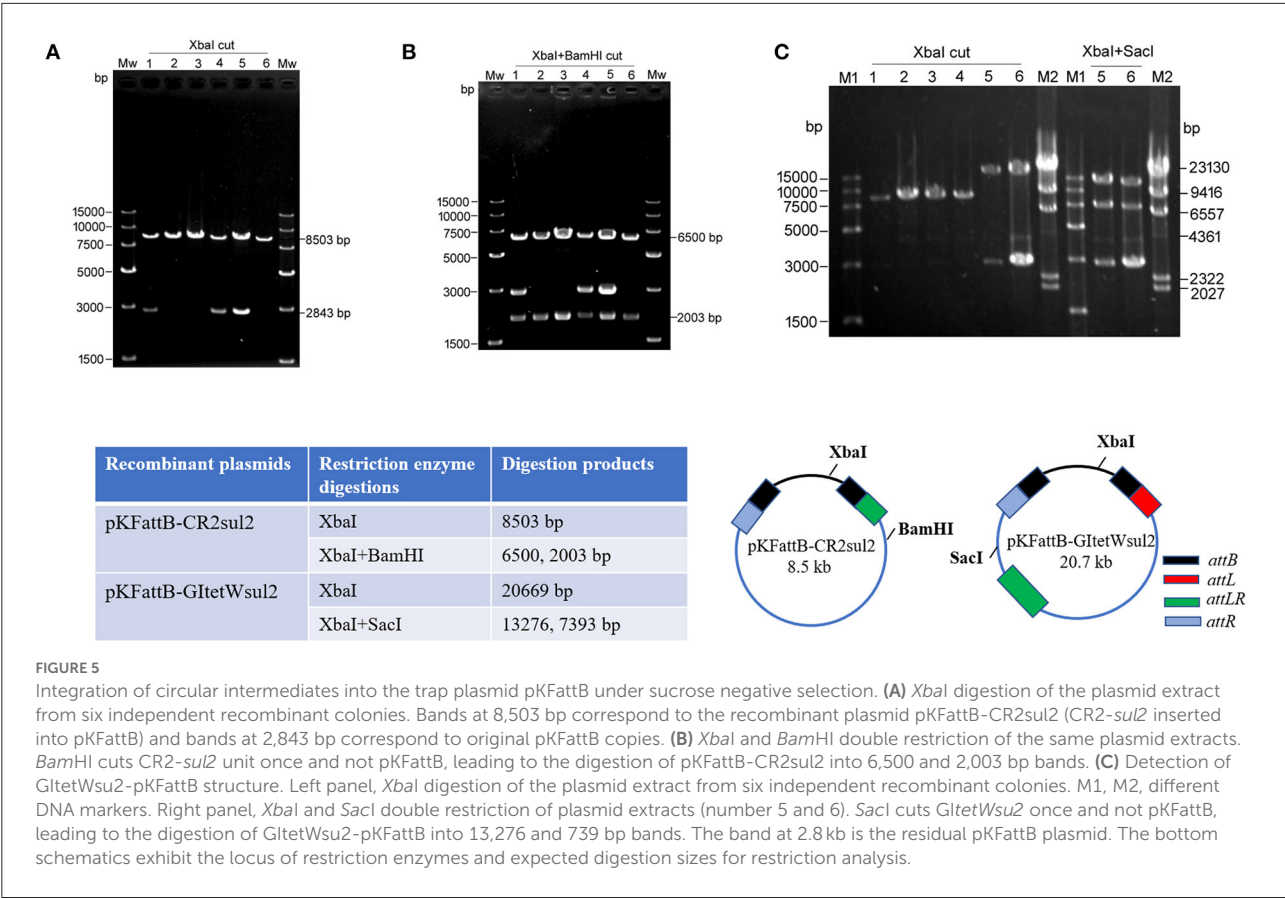 A
XbaI cut
Mw 1 2 3 4 5 6 Mw
bp
15000
10000
7500
5000
3000
1500
8503 bp
2843 bp
B
XbaI+BamHI cut
Mw 1 2 3 4 5 6 Mw
bp
15000
10000
7500
5000
3000
1500
6500 bp
2003 bp
C
XbaI cut
XbaI+SacI
M1 1 2 3 4 5 6 M2 M1 5 6 M2
bp
bp
15000
10000
7500
5000
3000
1500
23130
9416
6557
4361
2322
2027
Recombinant plasmids
Restriction enzyme
digestions
Digestion products
pKFattB-CR2sul2
XbaI
8503 bp
XbaI+BamHI
6500, 2003 bp
pKFattB-GItetWsul2
XbaI
20669 bp
XbaI+SacI
13276, 7393 bp
XbaI
BamHI
pKFattB-CR2sul2
8.5 kb
XbaI
SacI
pKFattB-GItetWsul2
20.7 kb
attB
attL
attLR
attR
FIGURE 5
Integration of circular intermediates into the trap plasmid pKFattB under sucrose negative selection. (A) XbaI digestion of the plasmid extract
from six independent recombinant colonies. Bands at 8,503 bp correspond to the recombinant plasmid pKFattB-CR2sul2 (CR2-sul2 inserted
into pKFattB) and bands at 2,843 bp correspond to original pKFattB copies. (B) XbaI and BamHI double restriction of the same plasmid extracts.
BamHI cuts CR2-sul2 unit once and not pKFattB, leading to the digestion of pKFattB-CR2sul2 into 6,500 and 2,003 bp bands. (C) Detection of
GItetWsu2-pKFattB structure. Left panel, XbaI digestion of the plasmid extract from six independent recombinant colonies. M1, M2, different
DNA markers. Right panel, XbaI and SacI double restriction of plasmid extracts (number 5 and 6). SacI cuts GItetWsu2 once and not pKFattB,
leading to the digestion of GItetWsu2-pKFattB into 13,276 and 739 bp bands. The band at 2.8 kb is the residual pKFattB plasmid. The bottom
schematics exhibit the locus of restriction enzymes and expected digestion sizes for restriction analysis.